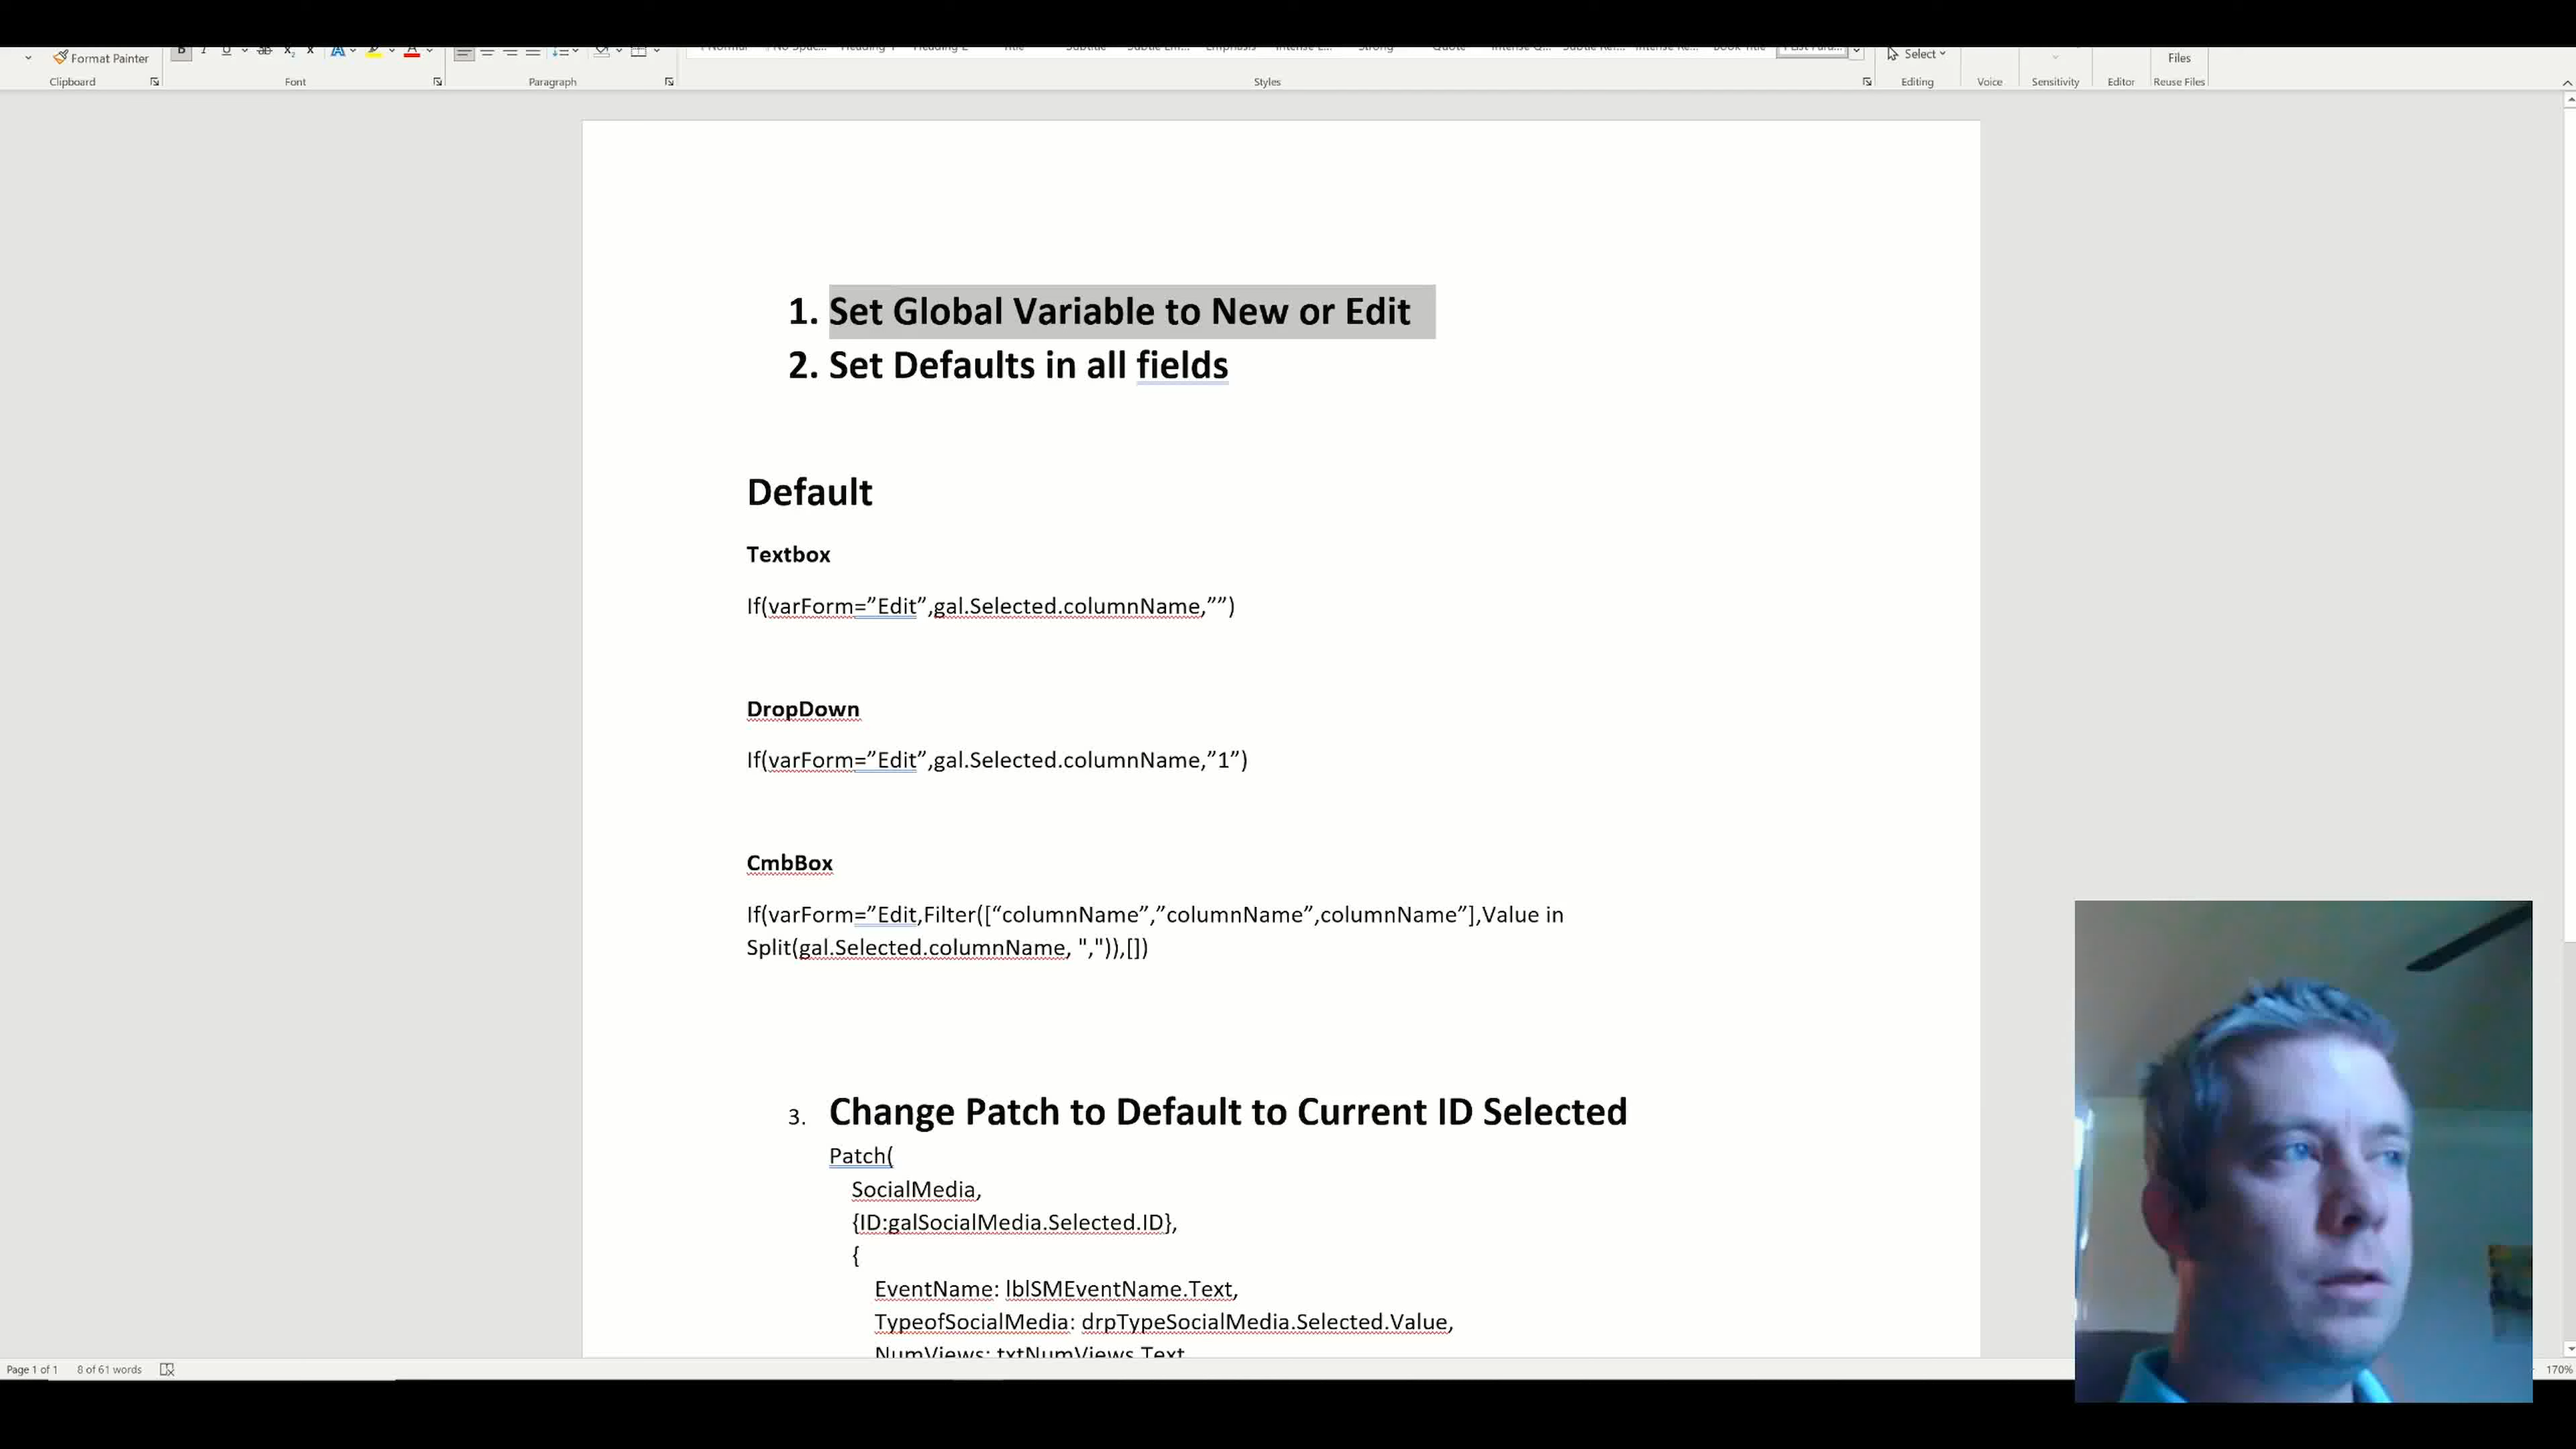 Format Painter
Select
Files
Clipboard
Font
Paragraph
Styles
Editing
Voice
Sensitivity
Editor
Reuse Files
1. Set Global Variable to New or Edit
2. Set Defaults in all fields
Default
Textbox
If(varForm=”Edit”,gal.Selected.columnName,””)
DropDown
If(varForm=”Edit”,gal.Selected.columnName,”1”)
CmbBox
If(varForm=”Edit,Filter([“columnName”,”columnName”,columnName”],Value in
Split(gal.Selected.columnName, ",")),[])
3. Change Patch to Default to Current ID Selected
Patch(
SocialMedia,
{ID:galSocialMedia.Selected.ID},
{
EventName: lblSMEventName.Text,
TypeofSocialMedia: drpTypeSocialMedia.Selected.Value,
NumViews: txtNumViews.Text
Page 1 of 1
8 of 61 words
170%